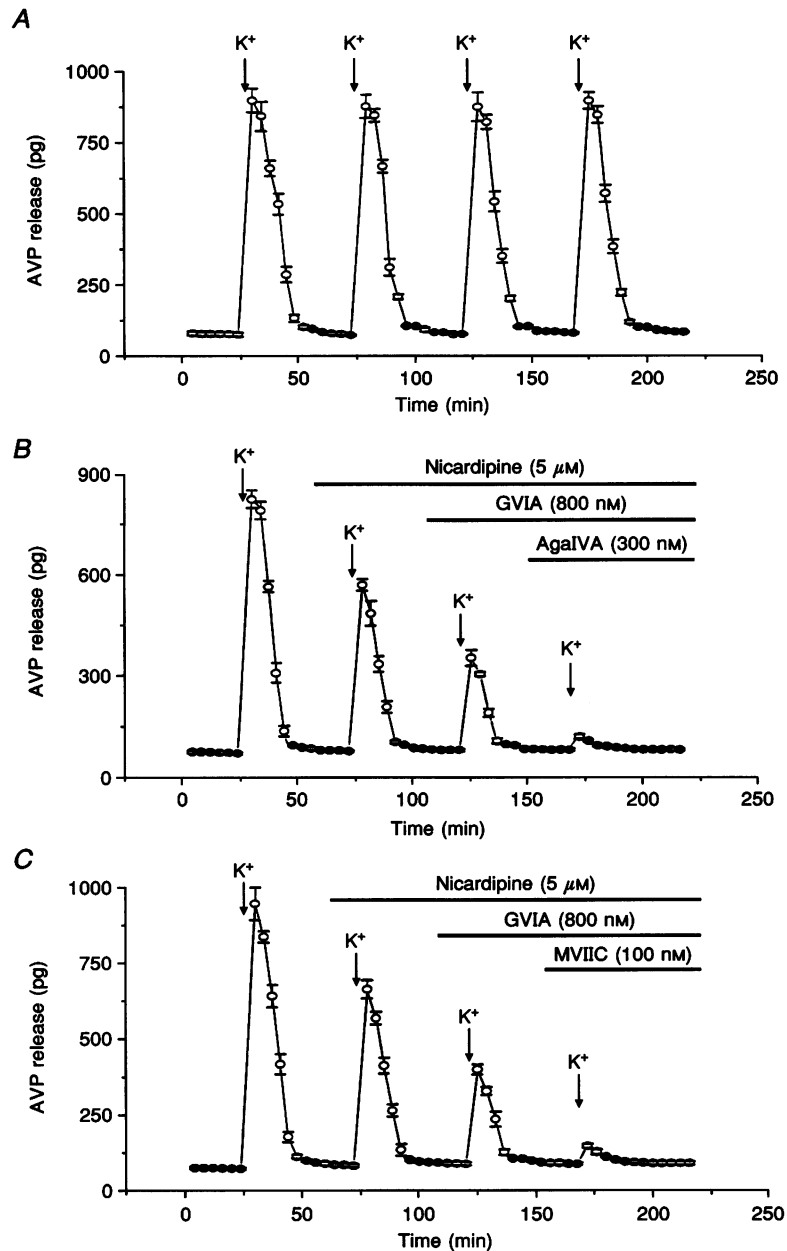 A
K+ K+ K+ K+
1000
750
500
250
0
AVP release (pg)
0 50 100 150 200 250
Time (min)
B
K+
900
Nicardipine (5 μM)
GVIA (800 nM)
K+
AgaIVA (300 nM)
600
K+
K+
300
0
AVP release (pg)
0 50 100 150 200 250
Time (min)
C
K+
1000
Nicardipine (5 μM)
GVIA (800 nM)
K+
MVIIC (100 nM)
750
K+
K+
500
250
0
AVP release (pg)
0 50 100 150 200 250
Time (min)